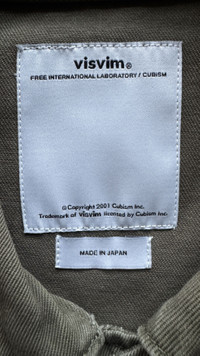 visvim®
FREE INTERNATIONAL LABORATORY / CUBISM
©Copyright 2001 Cubism Inc.
Trademark of visvim licensed by Cubism Inc.
MADE IN JAPAN